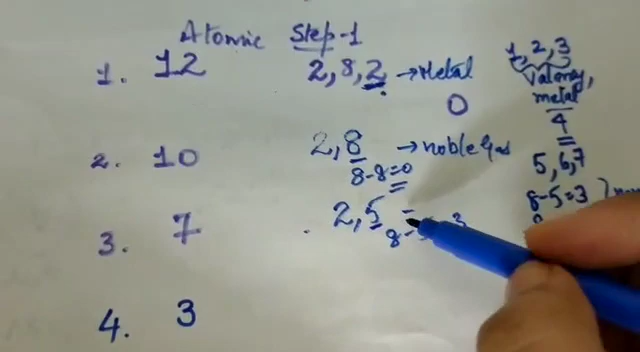 Atomic Step-1
1. 12 2, 8, 2 → Metal
0
2. 10 2, 8 → noble Gas
8-8=0
3. 7 2, 5
8-
4. 3
1, 2, 3
Valency,
metal
4
5, 6, 7
8-5=3